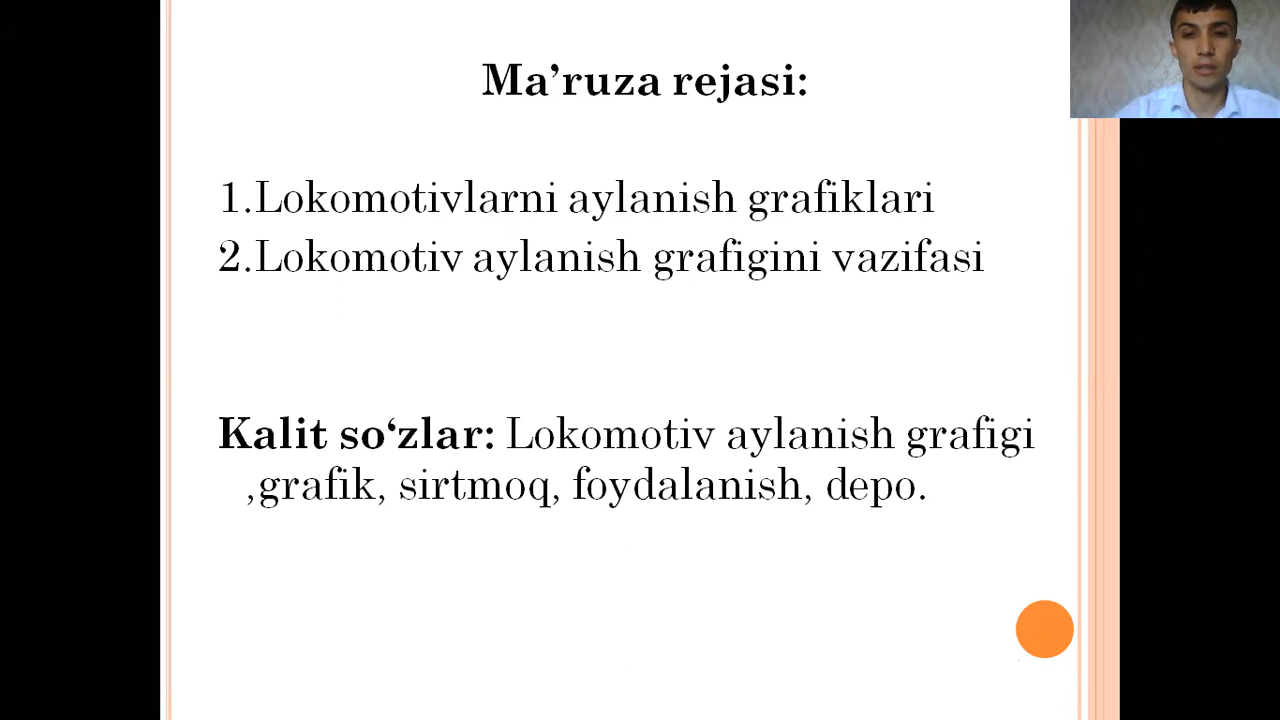 Ma’ruza rejasi:
1.Lokomotivlarni aylanish grafiklari
2.Lokomotiv aylanish grafigini vazifasi
Kalit so‘zlar: Lokomotiv aylanish grafigi
,grafik, sirtmoq, foydalanish, depo.